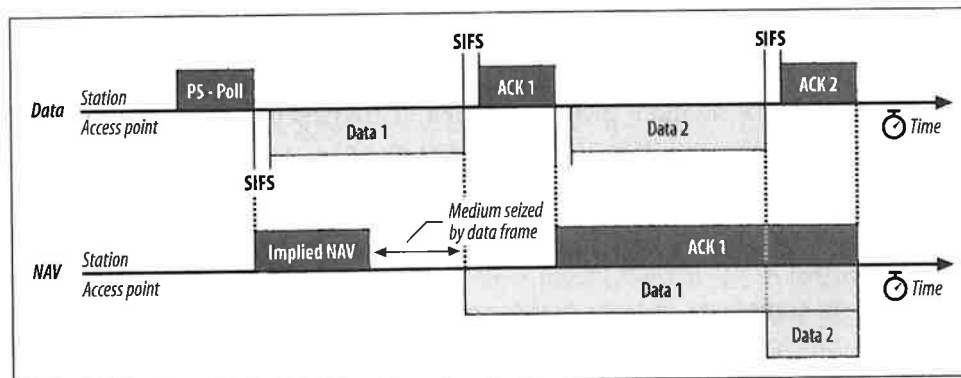 SIFS
SIFS
PS - Poll
ACK 1
ACK 2
Data
Station
Access point
Data 1
Data 2
Time
SIFS
Medium seized
by data frame
Implied NAV
ACK 1
NAV
Station
Access point
Data 1
Time
Data 2